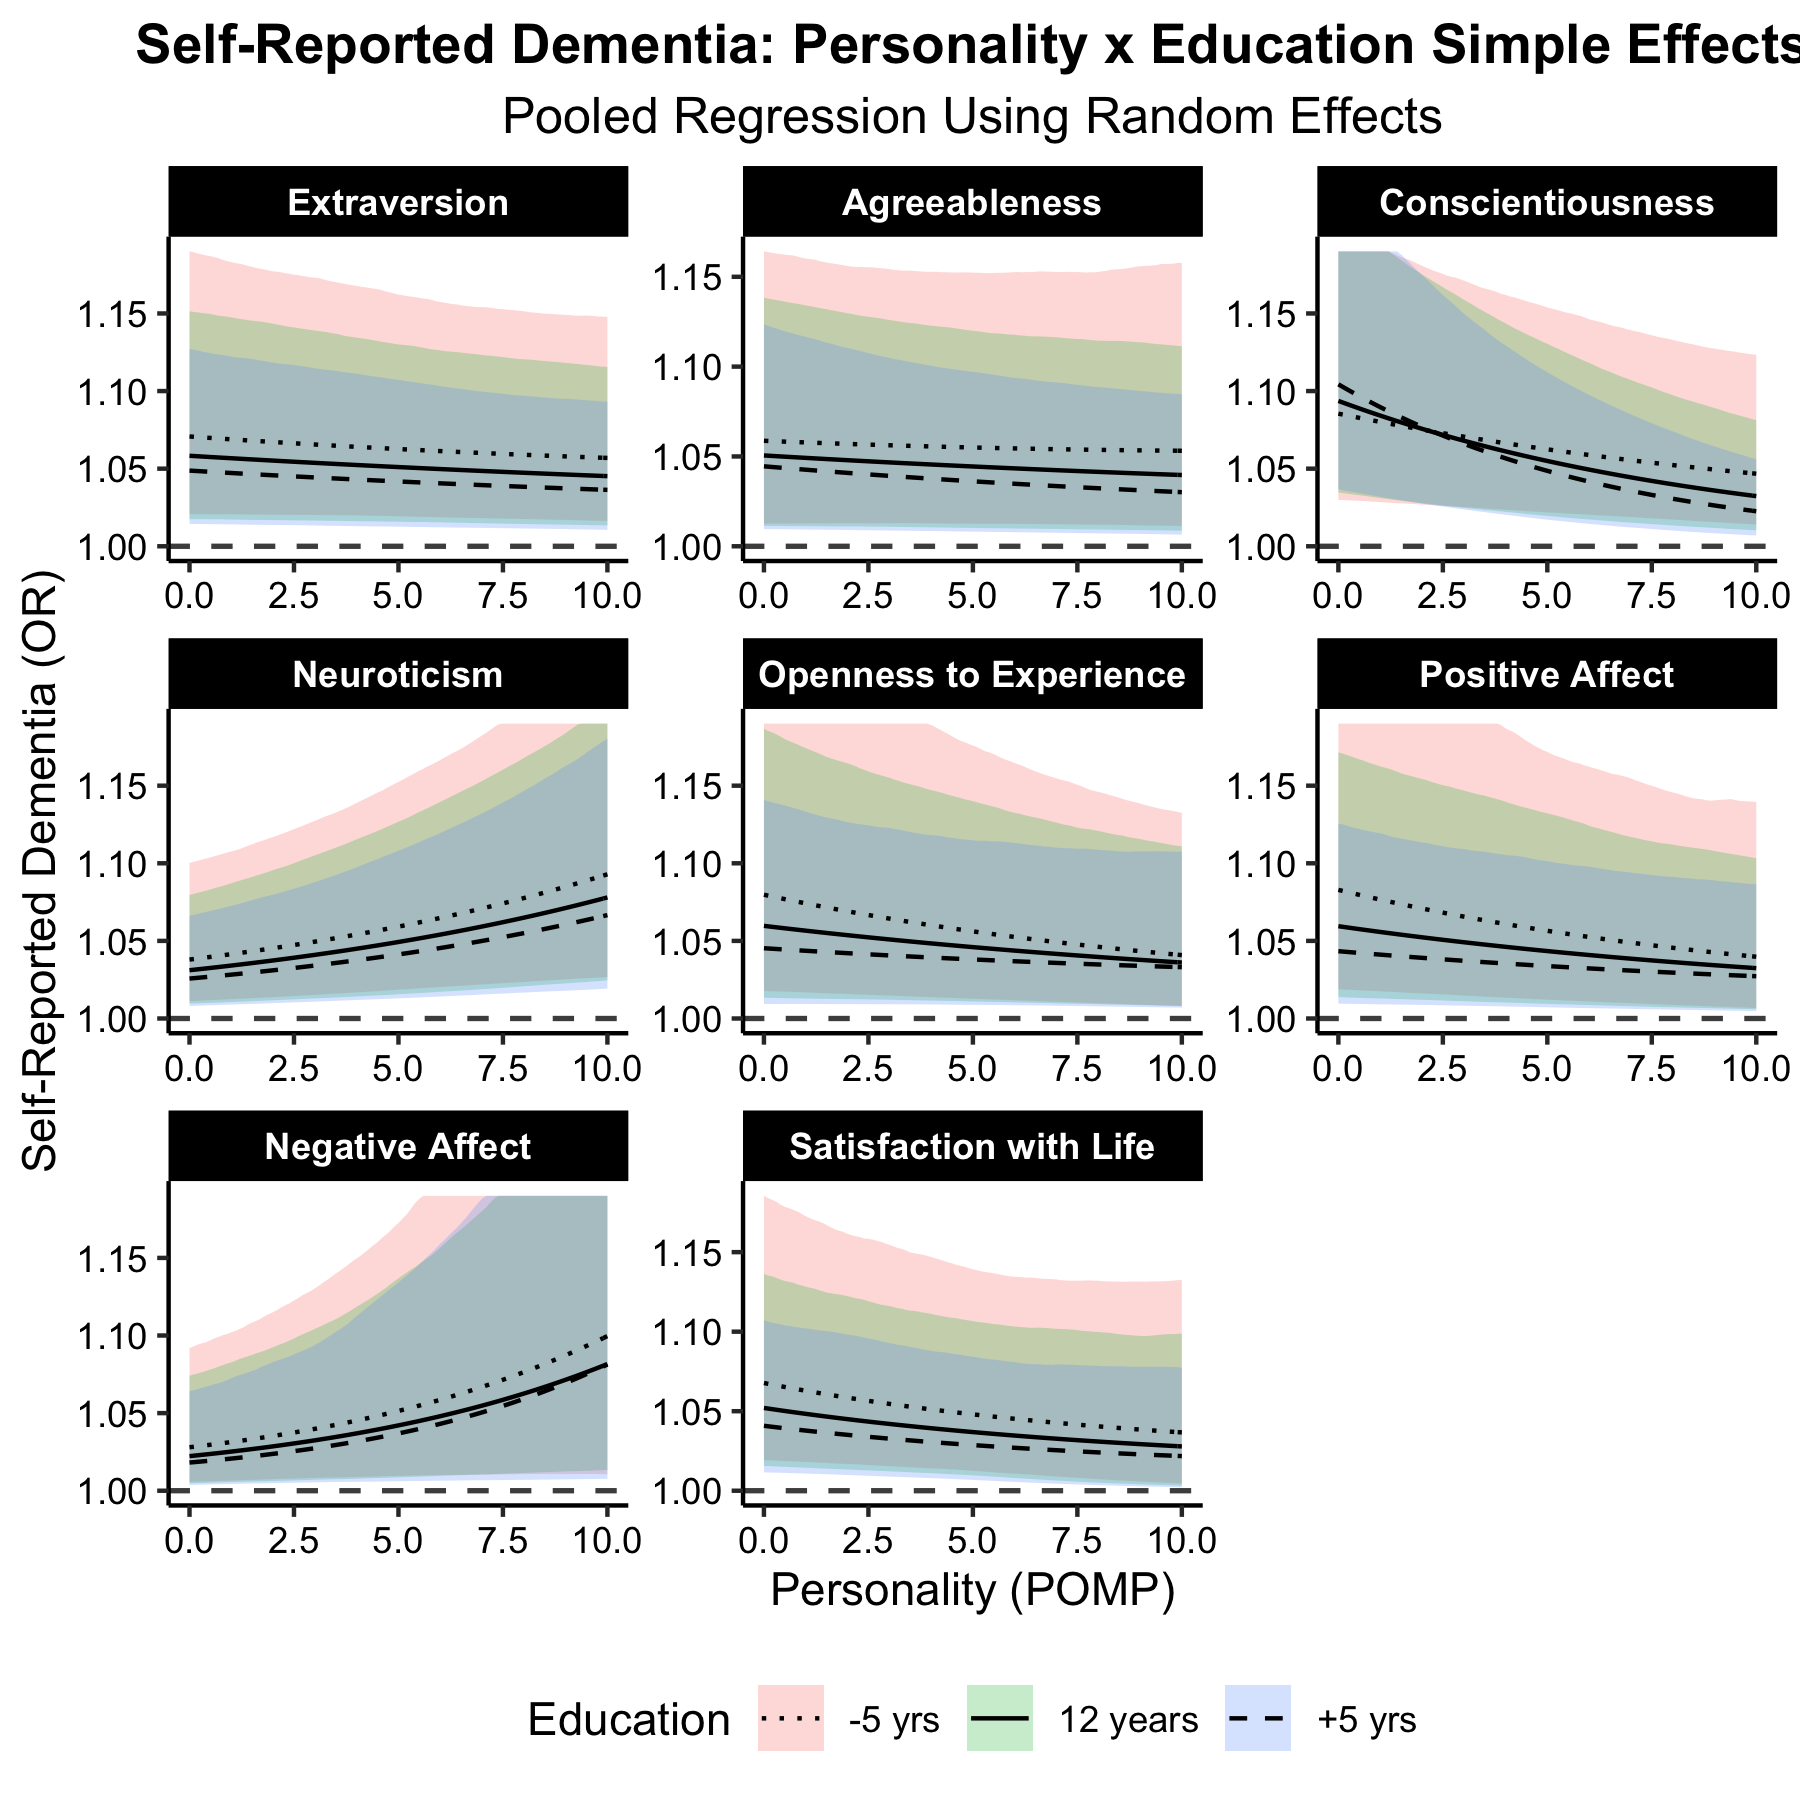 Self-Reported Dementia: Personality x Education Simple Effects
Pooled Regression Using Random Effects
Self-Reported Dementia (OR)
Extraversion
1.15
1.10
1.05
1.00
0.0 2.5 5.0 7.5 10.0
Agreeableness
1.15
1.10
1.05
1.00
0.0 2.5 5.0 7.5 10.0
Conscientiousness
1.15
1.10
1.05
1.00
0.0 2.5 5.0 7.5 10.0
Neuroticism
1.15
1.10
1.05
1.00
0.0 2.5 5.0 7.5 10.0
Openness to Experience
1.15
1.10
1.05
1.00
0.0 2.5 5.0 7.5 10.0
Positive Affect
1.15
1.10
1.05
1.00
0.0 2.5 5.0 7.5 10.0
Negative Affect
1.15
1.10
1.05
1.00
0.0 2.5 5.0 7.5 10.0
Satisfaction with Life
1.15
1.10
1.05
1.00
0.0 2.5 5.0 7.5 10.0
Personality (POMP)
Education -5 yrs 12 years +5 yrs